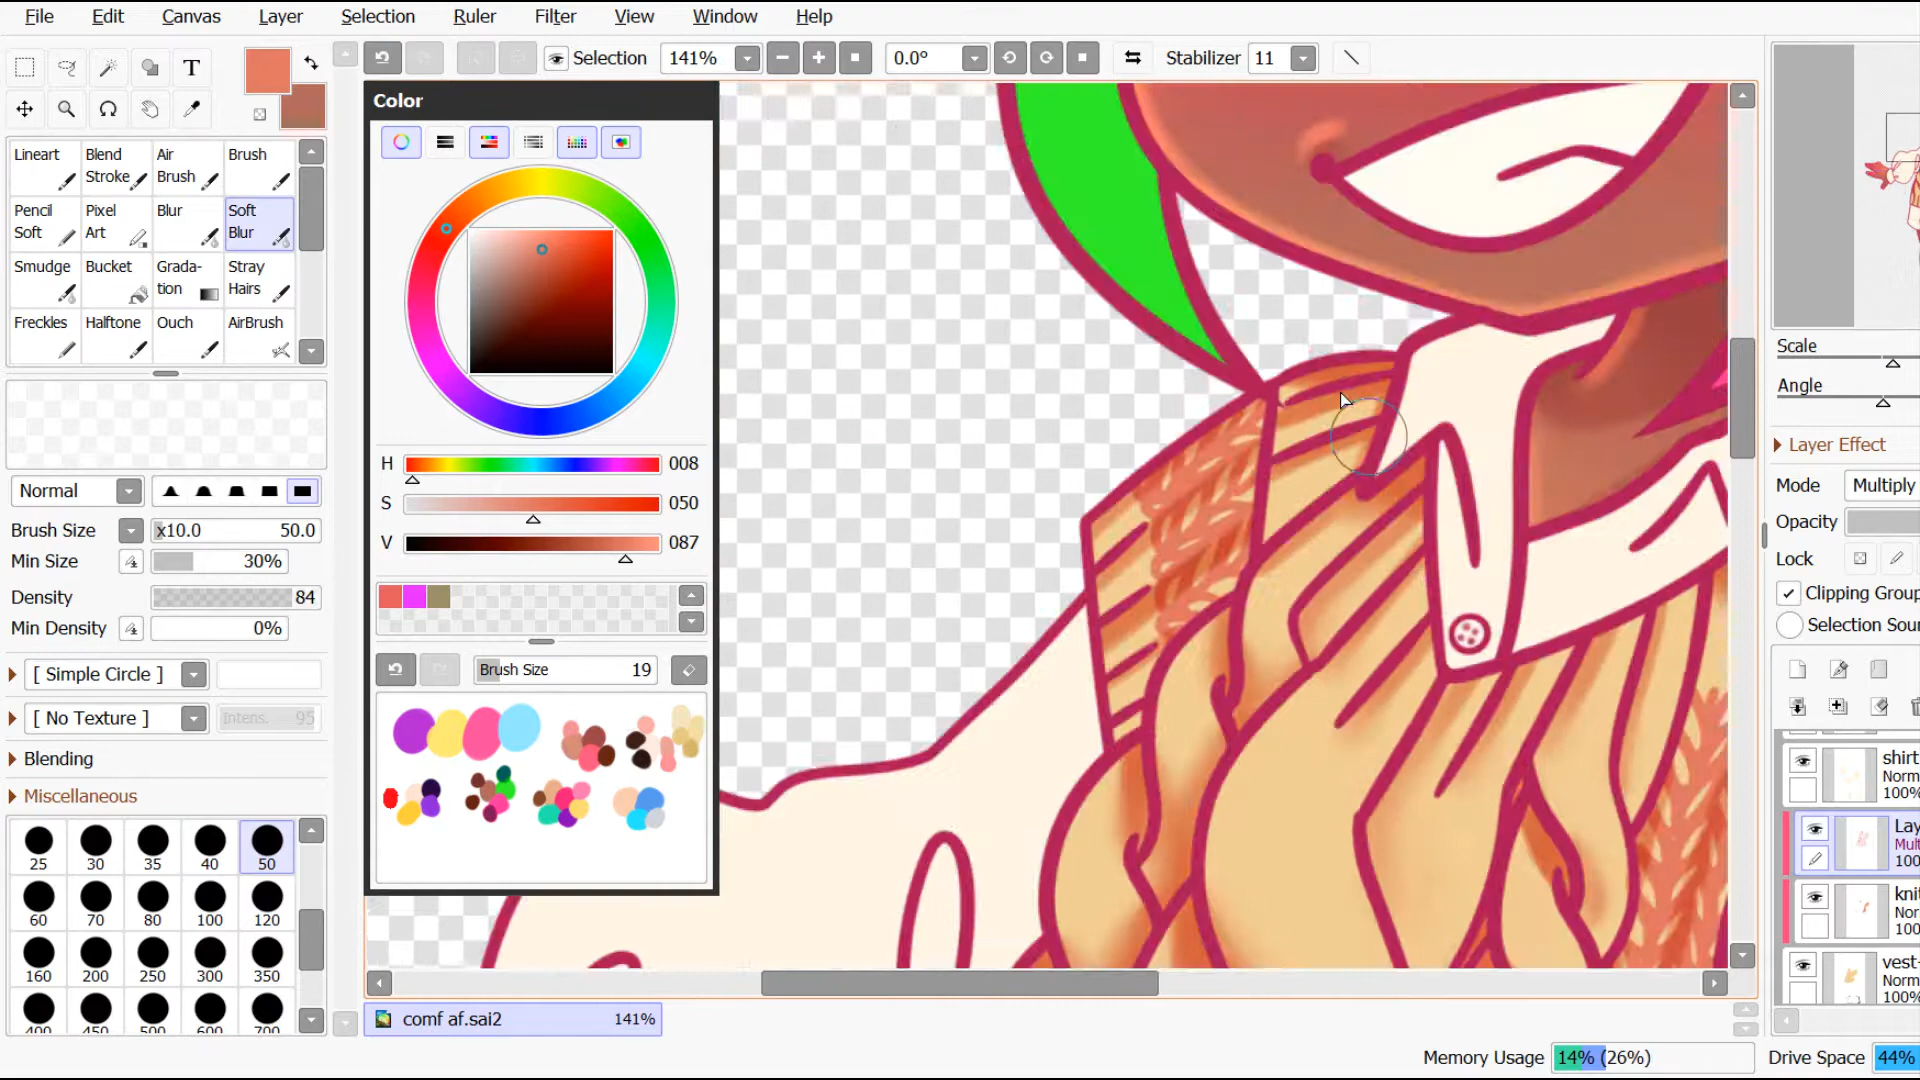 File Edit Canvas Layer Selection Ruler Filter View Window Help
T
Selection 141% 0.0° Stabilizer 11
Color
Lineart Blend Stroke Air Brush Brush
Pencil Soft Pixel Art Blur Soft Blur
Smudge Bucket Grada-tion Stray Hairs
Freckles Halftone Ouch AirBrush
Normal
Brush Size x10.0 50.0
Min Size 30%
Density 84
Min Density 0%
[ Simple Circle ]
[ No Texture ] Intens. 95
Blending
Miscellaneous
25 30 35 40 50
60 70 80 100 120
160 200 250 300 350
400 450 500 600 700
H 008
S 050
V 087
Brush Size 19
Scale
Angle
Layer Effect
Mode Multiply
Opacity
Lock
Clipping Group
Selection Sour
shirt
Norm
100%
Lay
Mult
100
knit
Nor
100
vest-
Norm
100%
comf af.sai2 141%
Memory Usage 14% (26%) Drive Space 44%